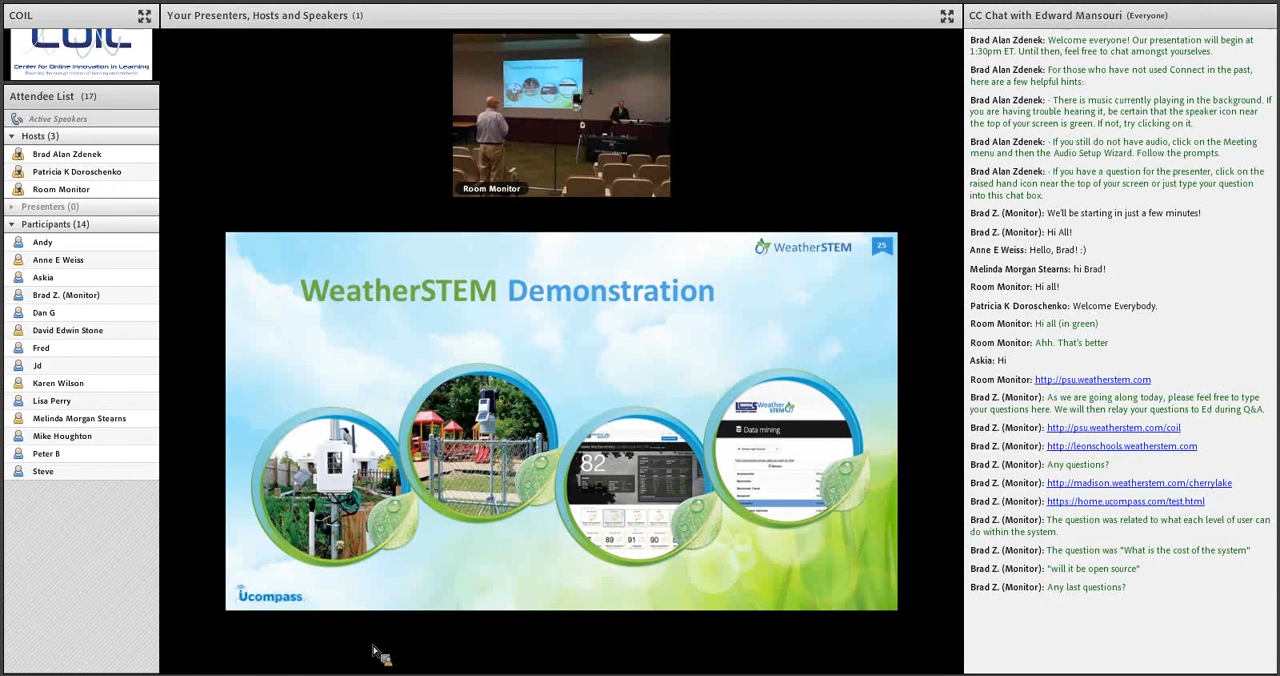 COIL
COIL
Center for Online Innovation in Learning
Attendee List (17)
Active Speakers
Hosts (3)
Brad Alan Zdenek
Patricia K Doroschenko
Room Monitor
Presenters (0)
Participants (14)
Andy
Anne E Weiss
Askia
Brad Z. (Monitor)
Dan G
David Edwin Stone
Fred
Jd
Karen Wilson
Lisa Perry
Melinda Morgan Stearns
Mike Houghton
Peter B
Steve
Your Presenters, Hosts and Speakers (1)
Room Monitor
WeatherSTEM
25
WeatherSTEM Demonstration
82
89 91 90
Weather
STEM
Data mining
Ucompass
CC Chat with Edward Mansouri (Everyone)
Brad Alan Zdenek: Welcome everyone! Our presentation will begin at
1:30pm ET. Until then, feel free to chat amongst yourselves.
Brad Alan Zdenek: For those who have not used Connect in the past,
here are a few helpful hints:
Brad Alan Zdenek: · There is music currently playing in the background. If
you are having trouble hearing it, be certain that the speaker icon near
the top of your screen is green. If not, try clicking on it.
Brad Alan Zdenek: · If you still do not have audio, click on the Meeting
menu and then the Audio Setup Wizard. Follow the prompts.
Brad Alan Zdenek: · If you have a question for the presenter, click on the
raised hand icon near the top of your screen or just type your question
into this chat box.
Brad Z. (Monitor): We'll be starting in just a few minutes!
Brad Z. (Monitor): Hi All!
Anne E Weiss: Hello, Brad! :)
Melinda Morgan Stearns: hi Brad!
Room Monitor: Hi all!
Patricia K Doroschenko: Welcome Everybody.
Room Monitor: Hi all (in green)
Room Monitor: Ahh. That's better
Askia: Hi
Room Monitor: http://psu.weatherstem.com
Brad Z. (Monitor): As we are going along today, please feel free to type
your questions here. We will then relay your questions to Ed during Q&A.
Brad Z. (Monitor): http://psu.weatherstem.com/coil
Brad Z. (Monitor): http://leonschools.weatherstem.com
Brad Z. (Monitor): Any questions?
Brad Z. (Monitor): http://madison.weatherstem.com/cherrylake
Brad Z. (Monitor): https://home.ucompass.com/test.html
Brad Z. (Monitor): The question was related to what each level of user can
do within the system.
Brad Z. (Monitor): The question was "What is the cost of the system"
Brad Z. (Monitor): "will it be open source"
Brad Z. (Monitor): Any last questions?